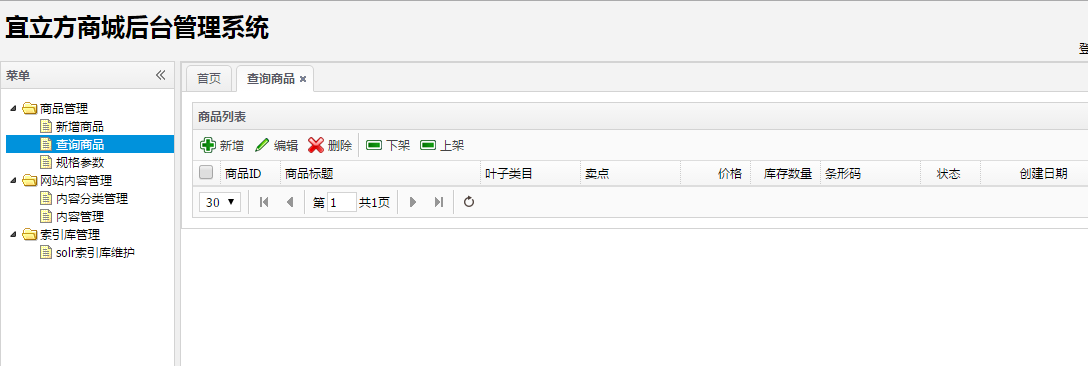 宜立方商城后台管理系统
登
菜单
商品管理
新增商品
查询商品
规格参数
网站内容管理
内容分类管理
内容管理
索引库管理
solr索引库维护
首页 查询商品
商品列表
新增 编辑 删除 下架 上架
商品ID 商品标题 叶子类目 卖点 价格 库存数量 条形码 状态 创建日期
30 第 1 共1页